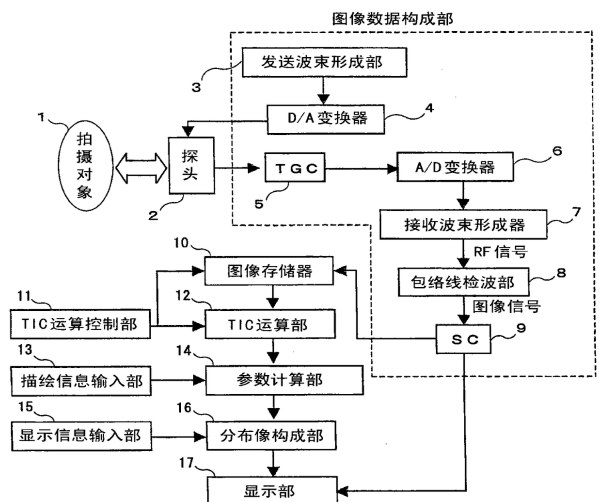 图像数据构成部
发送波束形成部
3
D/A变换器
4
1
拍摄对象
探头
2
TGC
5
A/D变换器
6
接收波束形成器
7
RF信号
包络线检波部
8
图像信号
SC
9
10
图像存储器
11
TIC运算控制部
12
TIC运算部
13
描绘信息输入部
14
参数计算部
15
显示信息输入部
16
分布像构成部
17
显示部